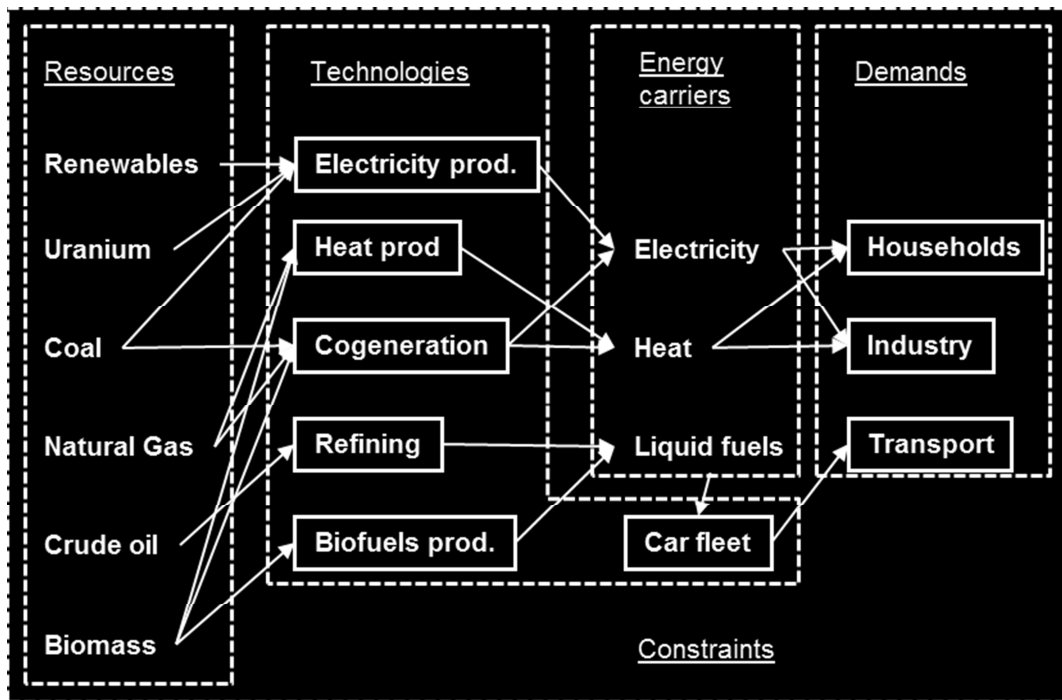 Resources
Technologies
Energy
carriers
Demands
Renewables
Electricity prod.
Uranium
Heat prod
Electricity
Households
Coal
Cogeneration
Heat
Industry
Natural Gas
Refining
Liquid fuels
Transport
Crude oil
Biofuels prod.
Car fleet
Biomass
Constraints